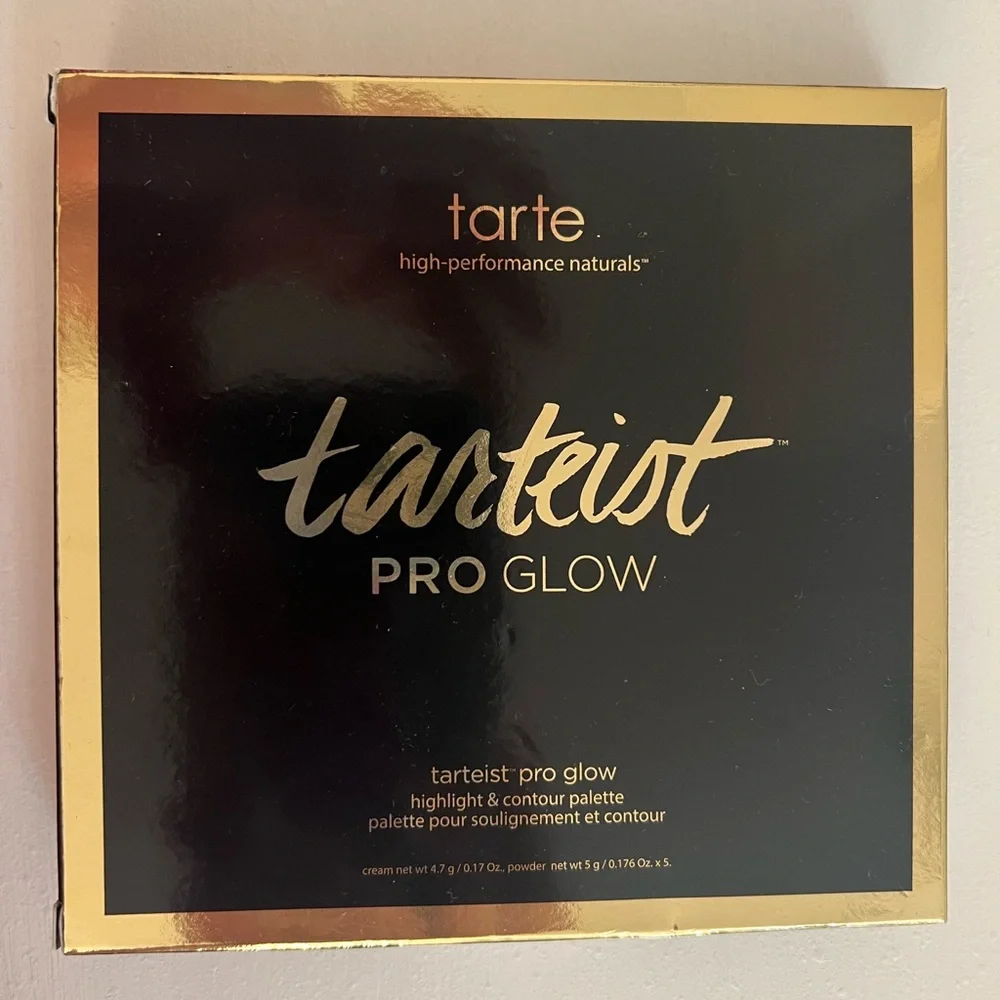 tarte
high-performance naturals™
tarteist™
PRO GLOW
tarteist™ pro glow
highlight & contour palette
palette pour soulignement et contour
cream net wt 4.7 g / 0.17 Oz., powder net wt 5 g / 0.176 Oz. x 5.